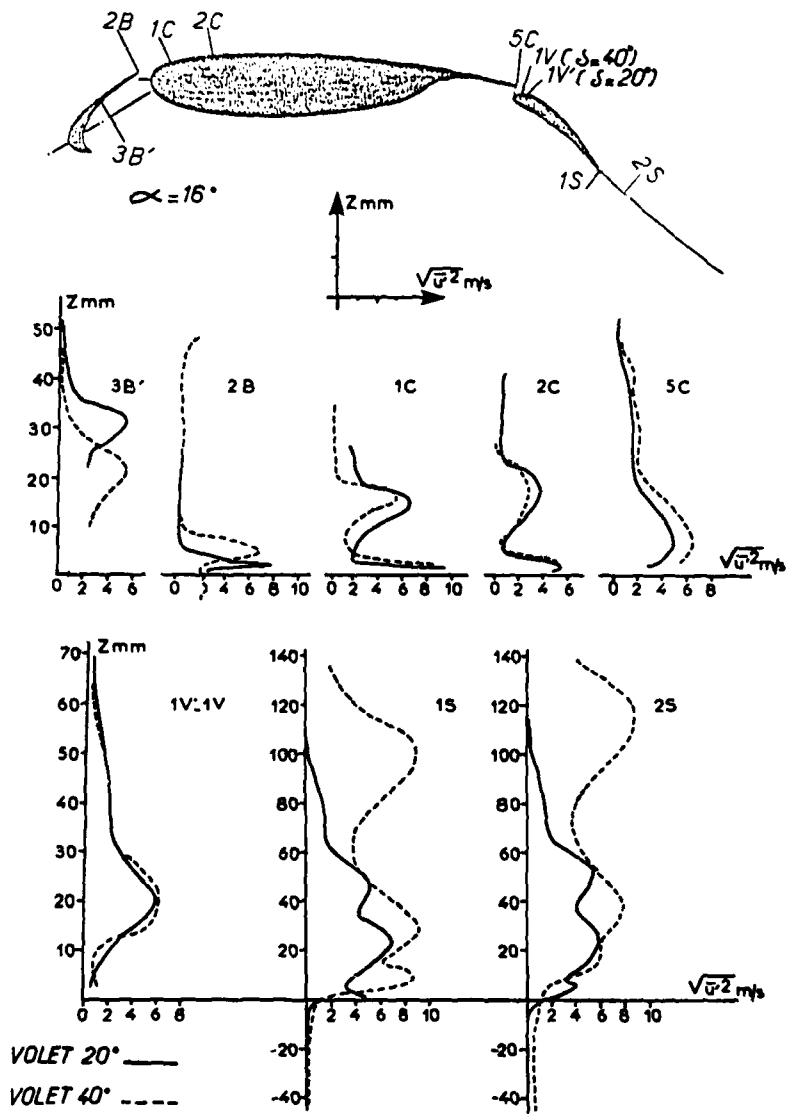 2B 1C 2C
5C
1V (δ=40°)
1V' (δ=20°)
3B'
1S 2S
α=16°
Z mm
√u'² m/s
Z mm
50
40
30
20
10
3B' 2B 1C 2C 5C
0 2 4 6
0 2 4 6 8 10
0 2 4 6 8 10
0 2 4 6
0 2 4 6 8
√u'² m/s
70
60
50
40
30
20
10
Z mm
1V'-1V
140
120
100
80
60
40
20
-20
-40
1S
140
120
100
80
60
40
20
-20
-40
2S
√u'² m/s
0 2 4 6 8
0 2 4 6 8 10
0 2 4 6 8 10
VOLET 20°
VOLET 40°